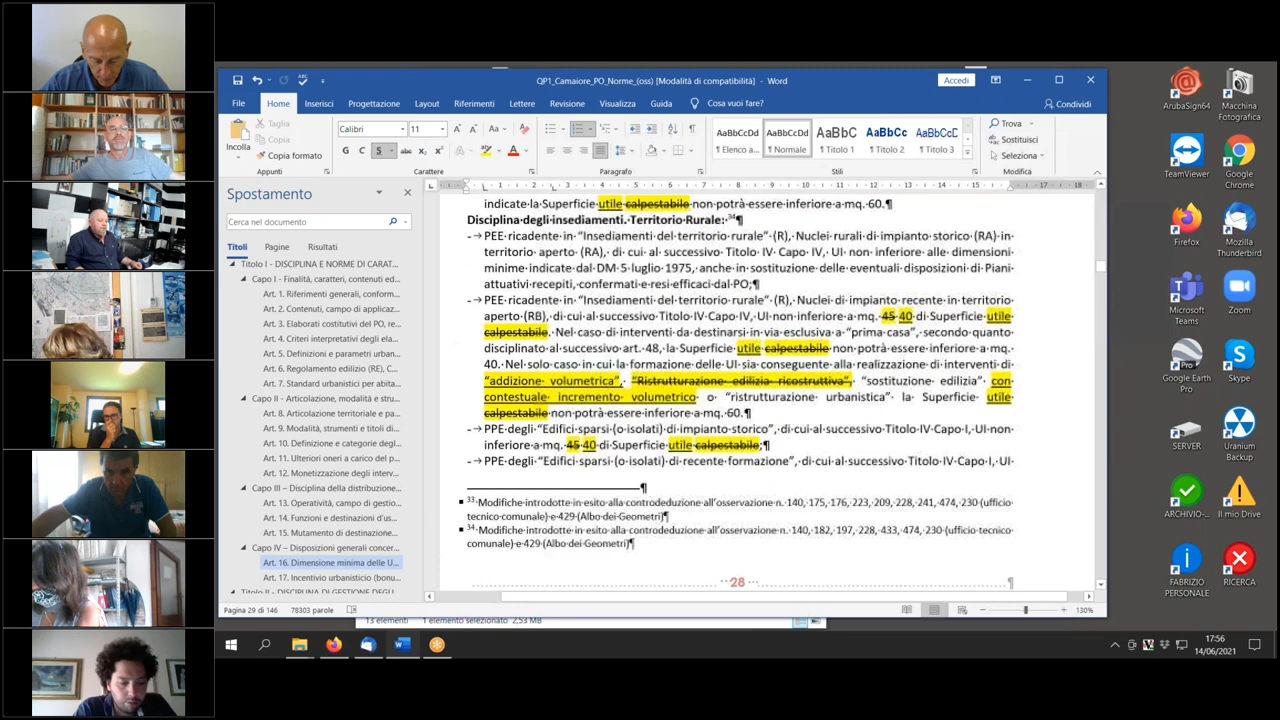 QP1_Camaiore_PO_Norme_(oss) [Modalità di compatibilità] - Word
Accedi
File Home Inserisci Progettazione Layout Riferimenti Lettere Revisione Visualizza Guida Cosa vuoi fare? Condividi
Incolla
Taglia
Copia
Copia formato
Calibri 11
AaBbCcDd AaBbCcDd AaBbC AaBbCc AaBbCcD
¶ Elenco a... ¶ Normale ¶ Titolo 1 ¶ Titolo 2 ¶ Titolo 3
Trova
Sostituisci
Seleziona
Carattere Paragrafo Stili Modifica
Spostamento
Cerca nel documento
Titoli Pagine Risultati
Titolo I – DISCIPLINA E NORME DI CARAT...
Capo I - Finalità, caratteri, contenuti ed...
Art. 1. Riferimenti generali, conform...
Art. 2. Contenuti, campo di applicaz...
Art. 3. Elaborati costitutivi del PO, re...
Art. 4. Criteri interpretativi degli ela...
Art. 5. Definizioni e parametri urban...
Art. 6. Regolamento edilizio (RE), C...
Art. 7. Standard urbanistici per abita...
Capo II - Articolazione, modalità e stru...
Art. 8. Articolazione territoriale e pa...
Art. 9. Modalità, strumenti e titoli di...
Art. 10. Definizione e categorie degl...
Art. 11. Ulteriori oneri a carico del p...
Art. 12. Monetizzazione degli interv...
Capo III – Disciplina della distribuzione...
Art. 13. Operatività, campo di gestio...
Art. 14. Funzioni e destinazioni d'us...
Art. 15. Mutamento di destinazione...
Capo IV – Disposizioni generali concer...
Art. 16. Dimensione minima delle U...
Art. 17. Incentivo urbanisticio (bonu...
indicate la Superficie utile calpestabile non potrà essere inferiore a mq. 60.¶
Disciplina degli insediamenti. Territorio Rurale: 34¶
- → PEE ricadente in “Insediamenti del territorio rurale” (R), Nuclei rurali di impianto storico (RA) in
territorio aperto (RA), di cui al successivo Titolo IV Capo IV, UI non inferiore alle dimensioni
minime indicate dal DM 5 luglio 1975, anche in sostituzione delle eventuali disposizioni di Piani
attuativi recepiti, confermati e resi efficaci dal PO;¶
- → PEE ricadente in “Insediamenti del territorio rurale” (R), Nuclei di impianto recente in territorio
aperto (RB), di cui al successivo Titolo IV Capo IV, UI non inferiore a mq. 45 40 di Superficie utile
calpestabile. Nel caso di interventi da destinarsi in via esclusiva a “prima casa”, secondo quanto
disciplinato al successivo art. 48, la Superficie utile calpestabile non potrà essere inferiore a mq.
40. Nel solo caso in cui la formazione delle UI sia conseguente alla realizzazione di interventi di
“addizione volumetrica”, “Ristrutturazione edilizia ricostruttiva”, “sostituzione edilizia” con
contestuale incremento volumetrico o “ristrutturazione urbanistica” la Superficie utile
calpestabile non potrà essere inferiore a mq. 60.¶
- → PPE degli “Edifici sparsi (o isolati) di impianto storico”, di cui al successivo Titolo IV Capo I, UI non
inferiore a mq. 45 40 di Superficie utile calpestabile;¶
- → PPE degli “Edifici sparsi (o isolati) di recente formazione”, di cui al successivo Titolo IV Capo I, UI
33 Modifiche introdotte in esito alla controdeduzione all’osservazione n. 140, 175, 176, 223, 209, 228, 241, 474, 230 (ufficio
tecnico comunale) e 429 (Albo dei Geometri)¶
34 Modifiche introdotte in esito alla controdeduzione all’osservazione n. 140, 182, 197, 228, 433, 474, 230 (ufficio tecnico
comunale) e 429 (Albo dei Geometri)¶
28
Pagina 29 di 146 78303 parole 130%
13 elementi 1 elemento selezionato 2,53 MB
ArubaSign64
Macchina Fotografica
TeamViewer
Google Chrome
Firefox
Mozilla Thunderbird
Microsoft Teams
Zoom
Google Earth Pro
Skype
SERVER
Uranium Backup
ARCHIVIO-...
Il mio Drive
FABRIZIO PERSONALE
RICERCA
17:56
14/06/2021